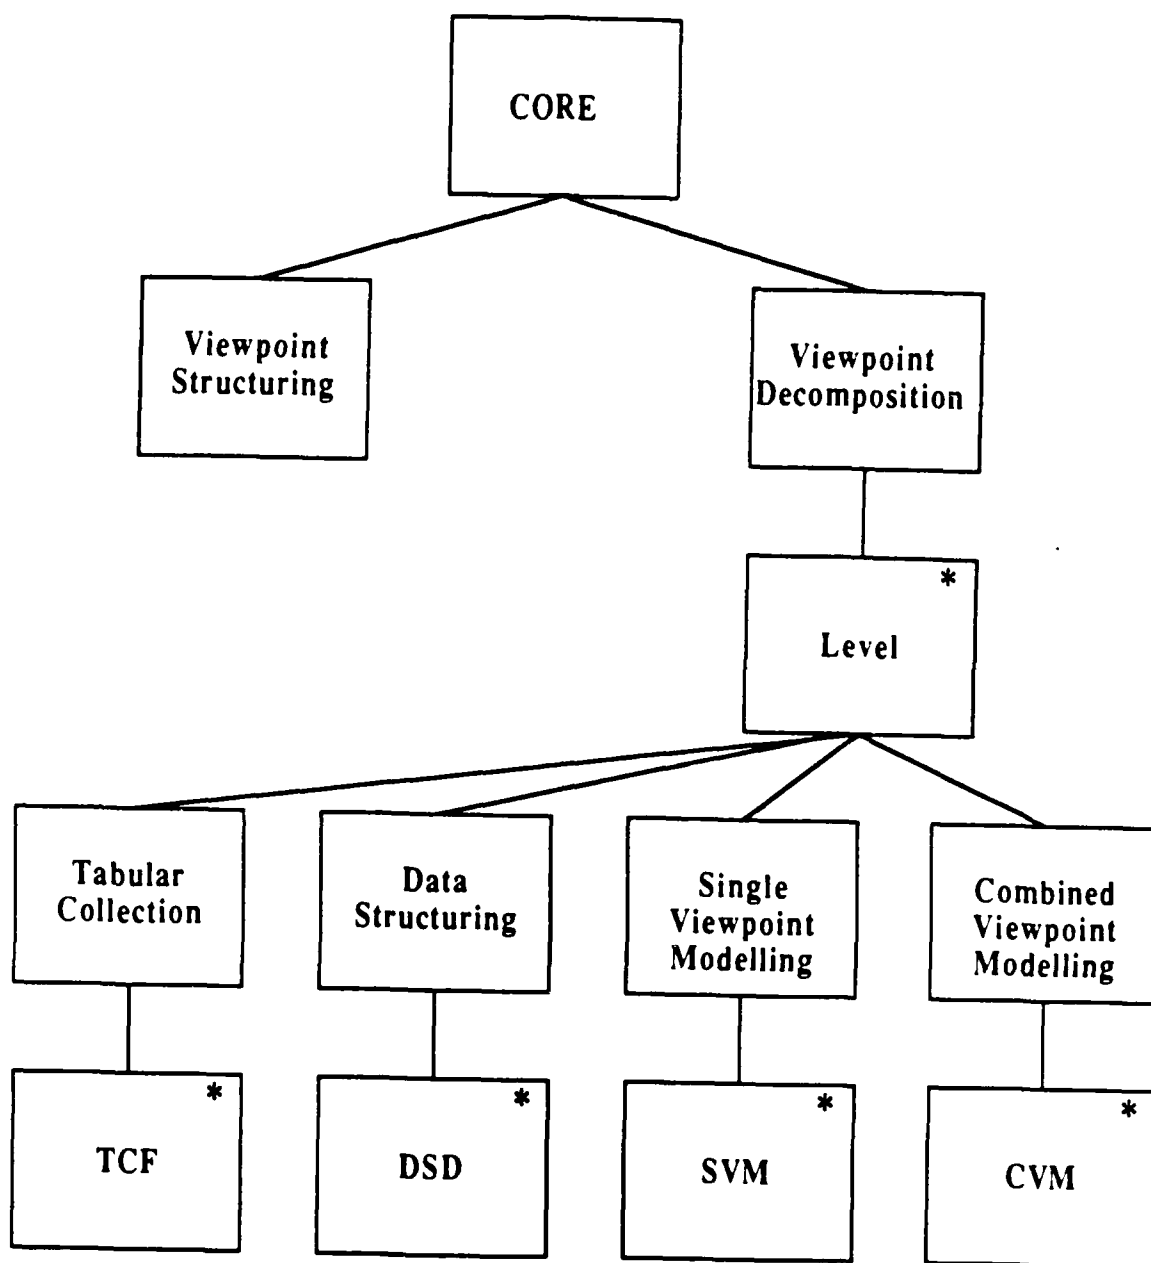 CORE
Viewpoint
Structuring
Viewpoint
Decomposition
*
Level
Tabular
Collection
Data
Structuring
Single
Viewpoint
Modelling
Combined
Viewpoint
Modelling
*
TCF
*
DSD
*
SVM
*
CVM